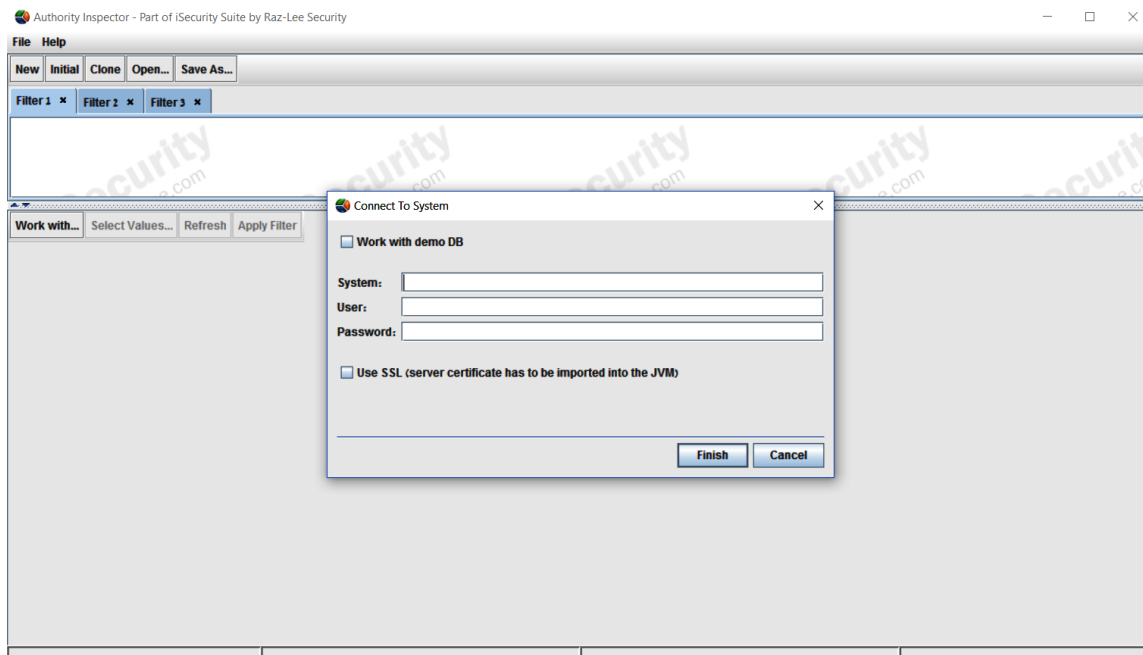 Authority Inspector - Part of iSecurity Suite by Raz-Lee Security
File Help
New Initial Clone Open... Save As...
Filter 1 Filter 2 Filter 3
Work with... Select Values... Refresh Apply Filter
Connect To System
Work with demo DB
System:
User:
Password:
Use SSL (server certificate has to be imported into the JVM)
Finish Cancel